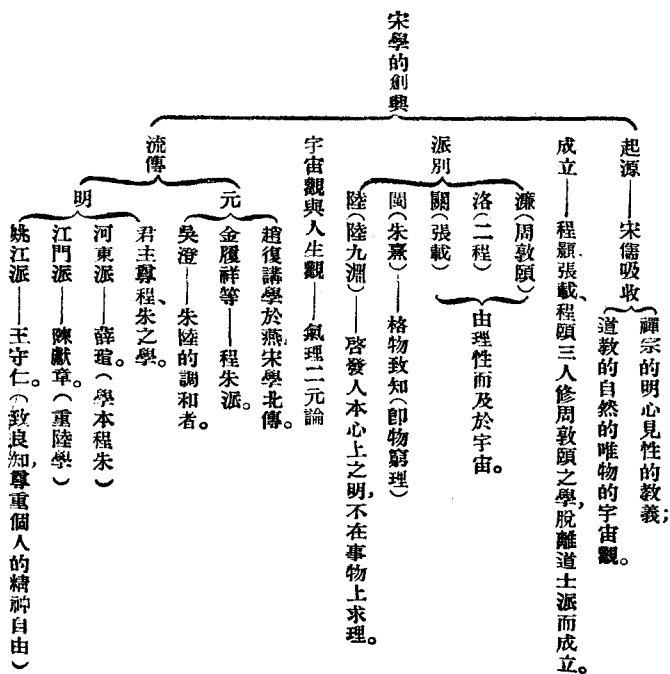 宋學的創興
起源——宋儒吸收
禪宗的明心見性的教義；
道教的自然的唯物的宇宙觀。
成立——程顥、張載、程頤三人修周敦頤之學，脫離道士派而成立。
派別
濂（周敦頤）
洛（二程）
關（張載）
由理性而及於宇宙。
閩（朱熹）——格物致知（卽物窮理）
陸（陸九淵）——啓發人本心上之明，不在事物上求理。
宇宙觀與人生觀——氣理二元論
流傳
元
趙復講學於燕，宋學北傳。
金履祥等——程朱派。
吳澄——朱陸的調和者。
明
君主尊程、朱之學。
河東派——薛瑄。（學本程朱）
江門派——陳獻章。（重陸學）
姚江派——王守仁。（致良知，尊重個人的精神自由）